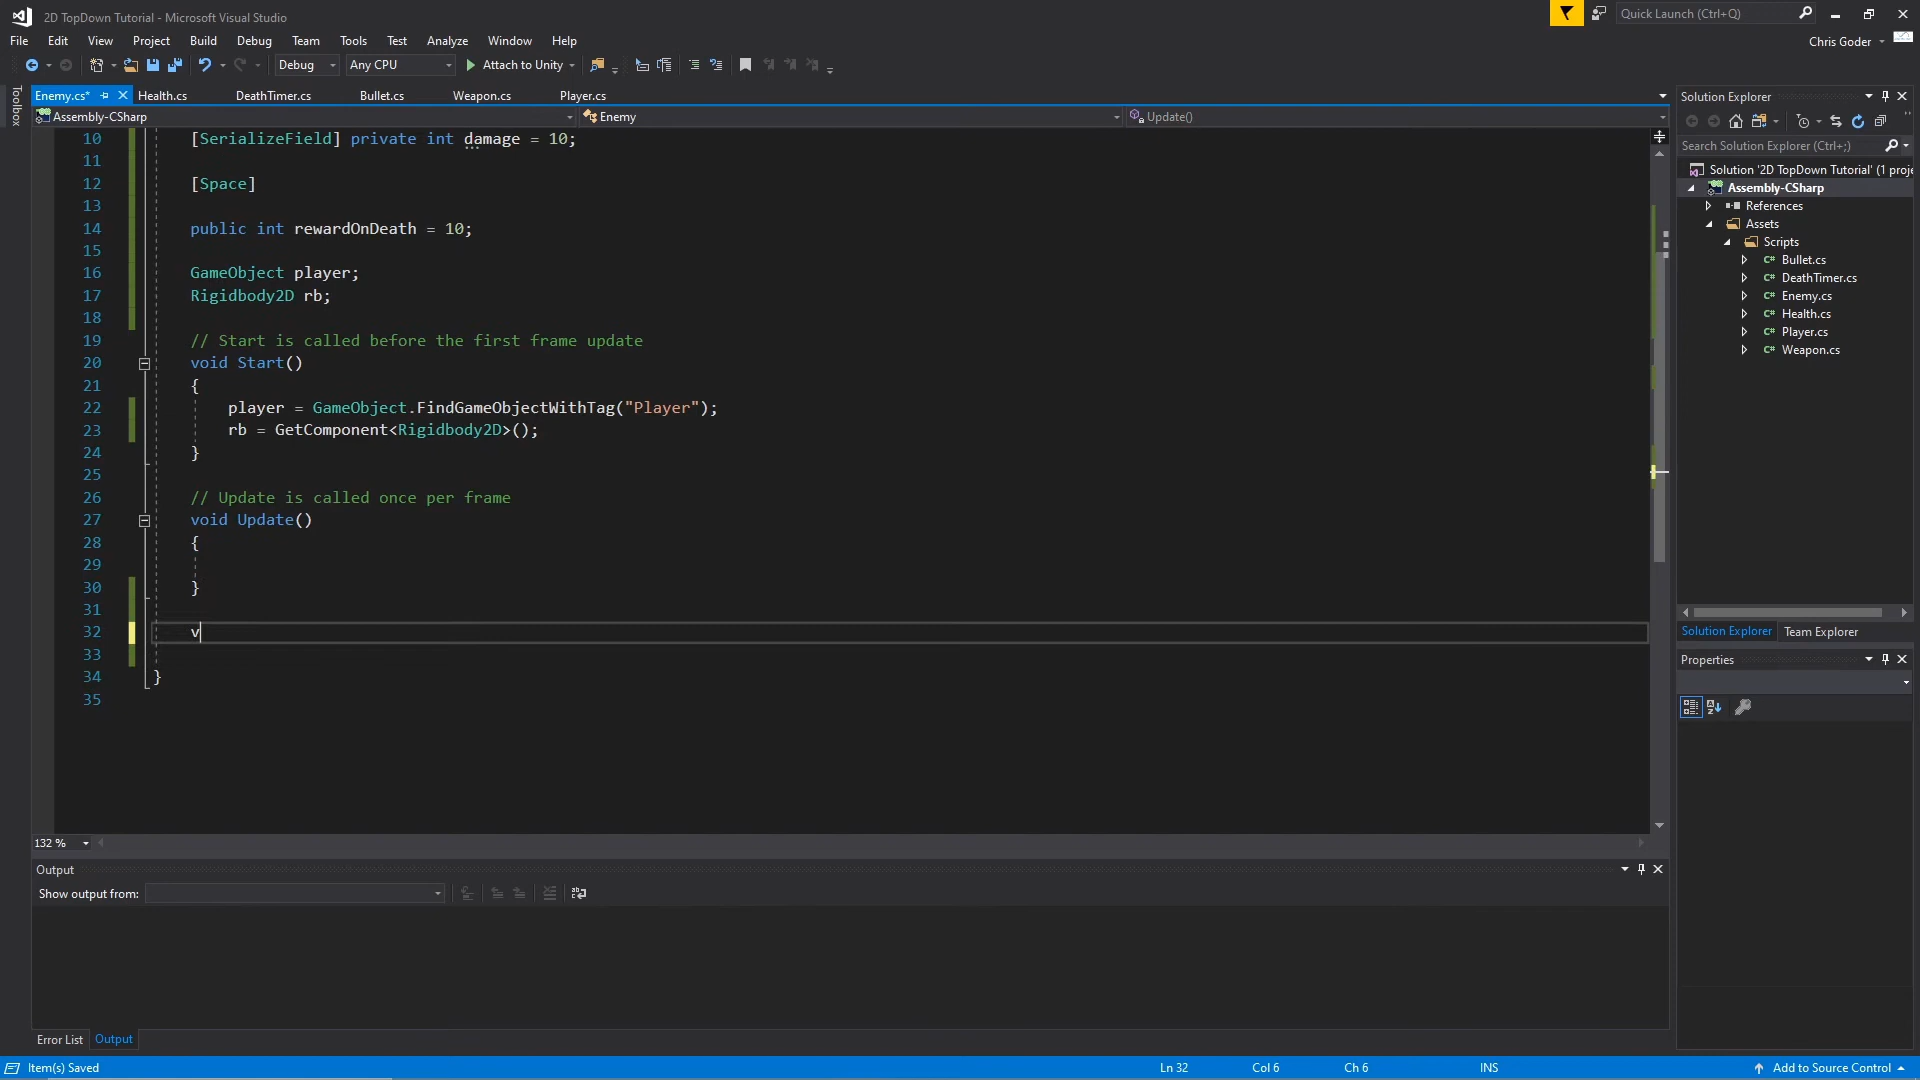 2D TopDown Tutorial - Microsoft Visual Studio
Quick Launch (Ctrl+Q)
File Edit View Project Build Debug Team Tools Test Analyze Window Help
Chris Goder
Debug Any CPU Attach to Unity
Toolbox
Enemy.cs* Health.cs DeathTimer.cs Bullet.cs Weapon.cs Player.cs
Assembly-CSharp Enemy Update()
10 [SerializeField] private int damage = 10;
11
12 [Space]
13
14 public int rewardOnDeath = 10;
15
16 GameObject player;
17 Rigidbody2D rb;
18
19 // Start is called before the first frame update
20 void Start()
21 {
22 player = GameObject.FindGameObjectWithTag("Player");
23 rb = GetComponent<Rigidbody2D>();
24 }
25
26 // Update is called once per frame
27 void Update()
28 {
29
30 }
31
32 v
33
34 }
35
132 %
Output
Show output from:
Error List Output
Solution Explorer
Search Solution Explorer (Ctrl+;)
Solution '2D TopDown Tutorial' (1 proje
Assembly-CSharp
References
Assets
Scripts
C# Bullet.cs
C# DeathTimer.cs
C# Enemy.cs
C# Health.cs
C# Player.cs
C# Weapon.cs
Solution Explorer Team Explorer
Properties
Item(s) Saved Ln 32 Col 6 Ch 6 INS Add to Source Control